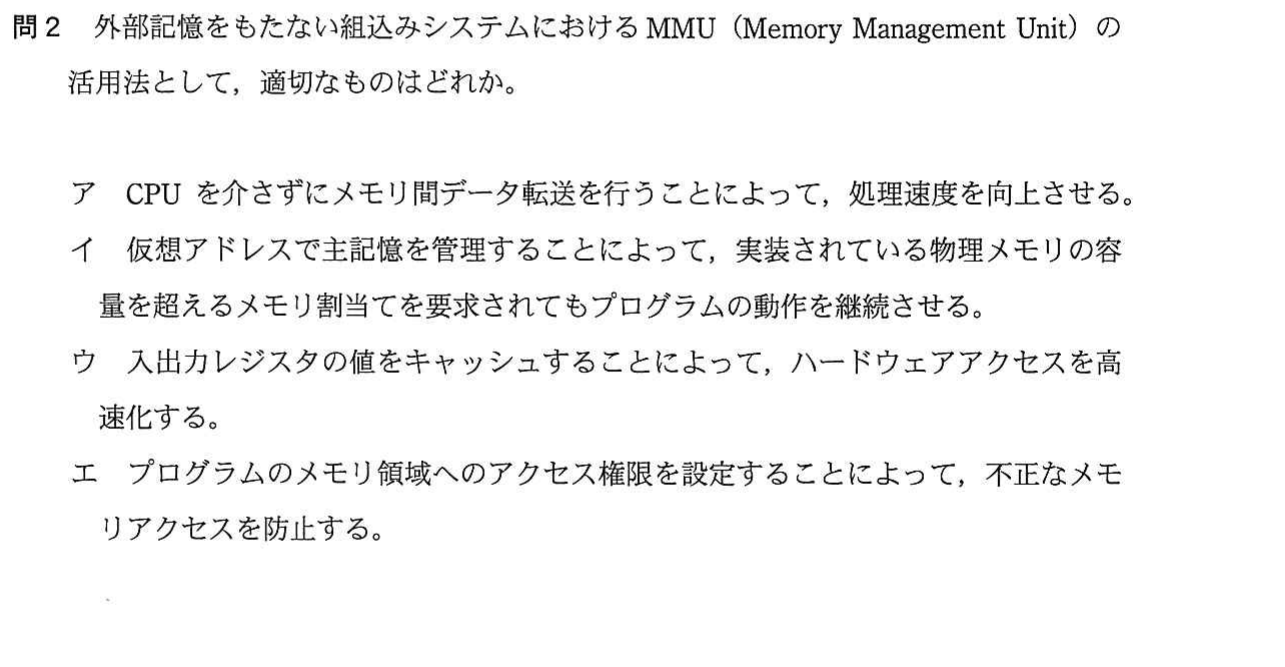 問2 外部記憶をもたない組込みシステムにおける MMU（Memory Management Unit）の
活用法として，適切なものはどれか。
ア CPU を介さずにメモリ間データ転送を行うことによって，処理速度を向上させる。
イ 仮想アドレスで主記憶を管理することによって，実装されている物理メモリの容
量を超えるメモリ割当てを要求されてもプログラムの動作を継続させる。
ウ 入出力レジスタの値をキャッシュすることによって，ハードウェアアクセスを高
速化する。
エ プログラムのメモリ領域へのアクセス権限を設定することによって，不正なメモ
リアクセスを防止する。